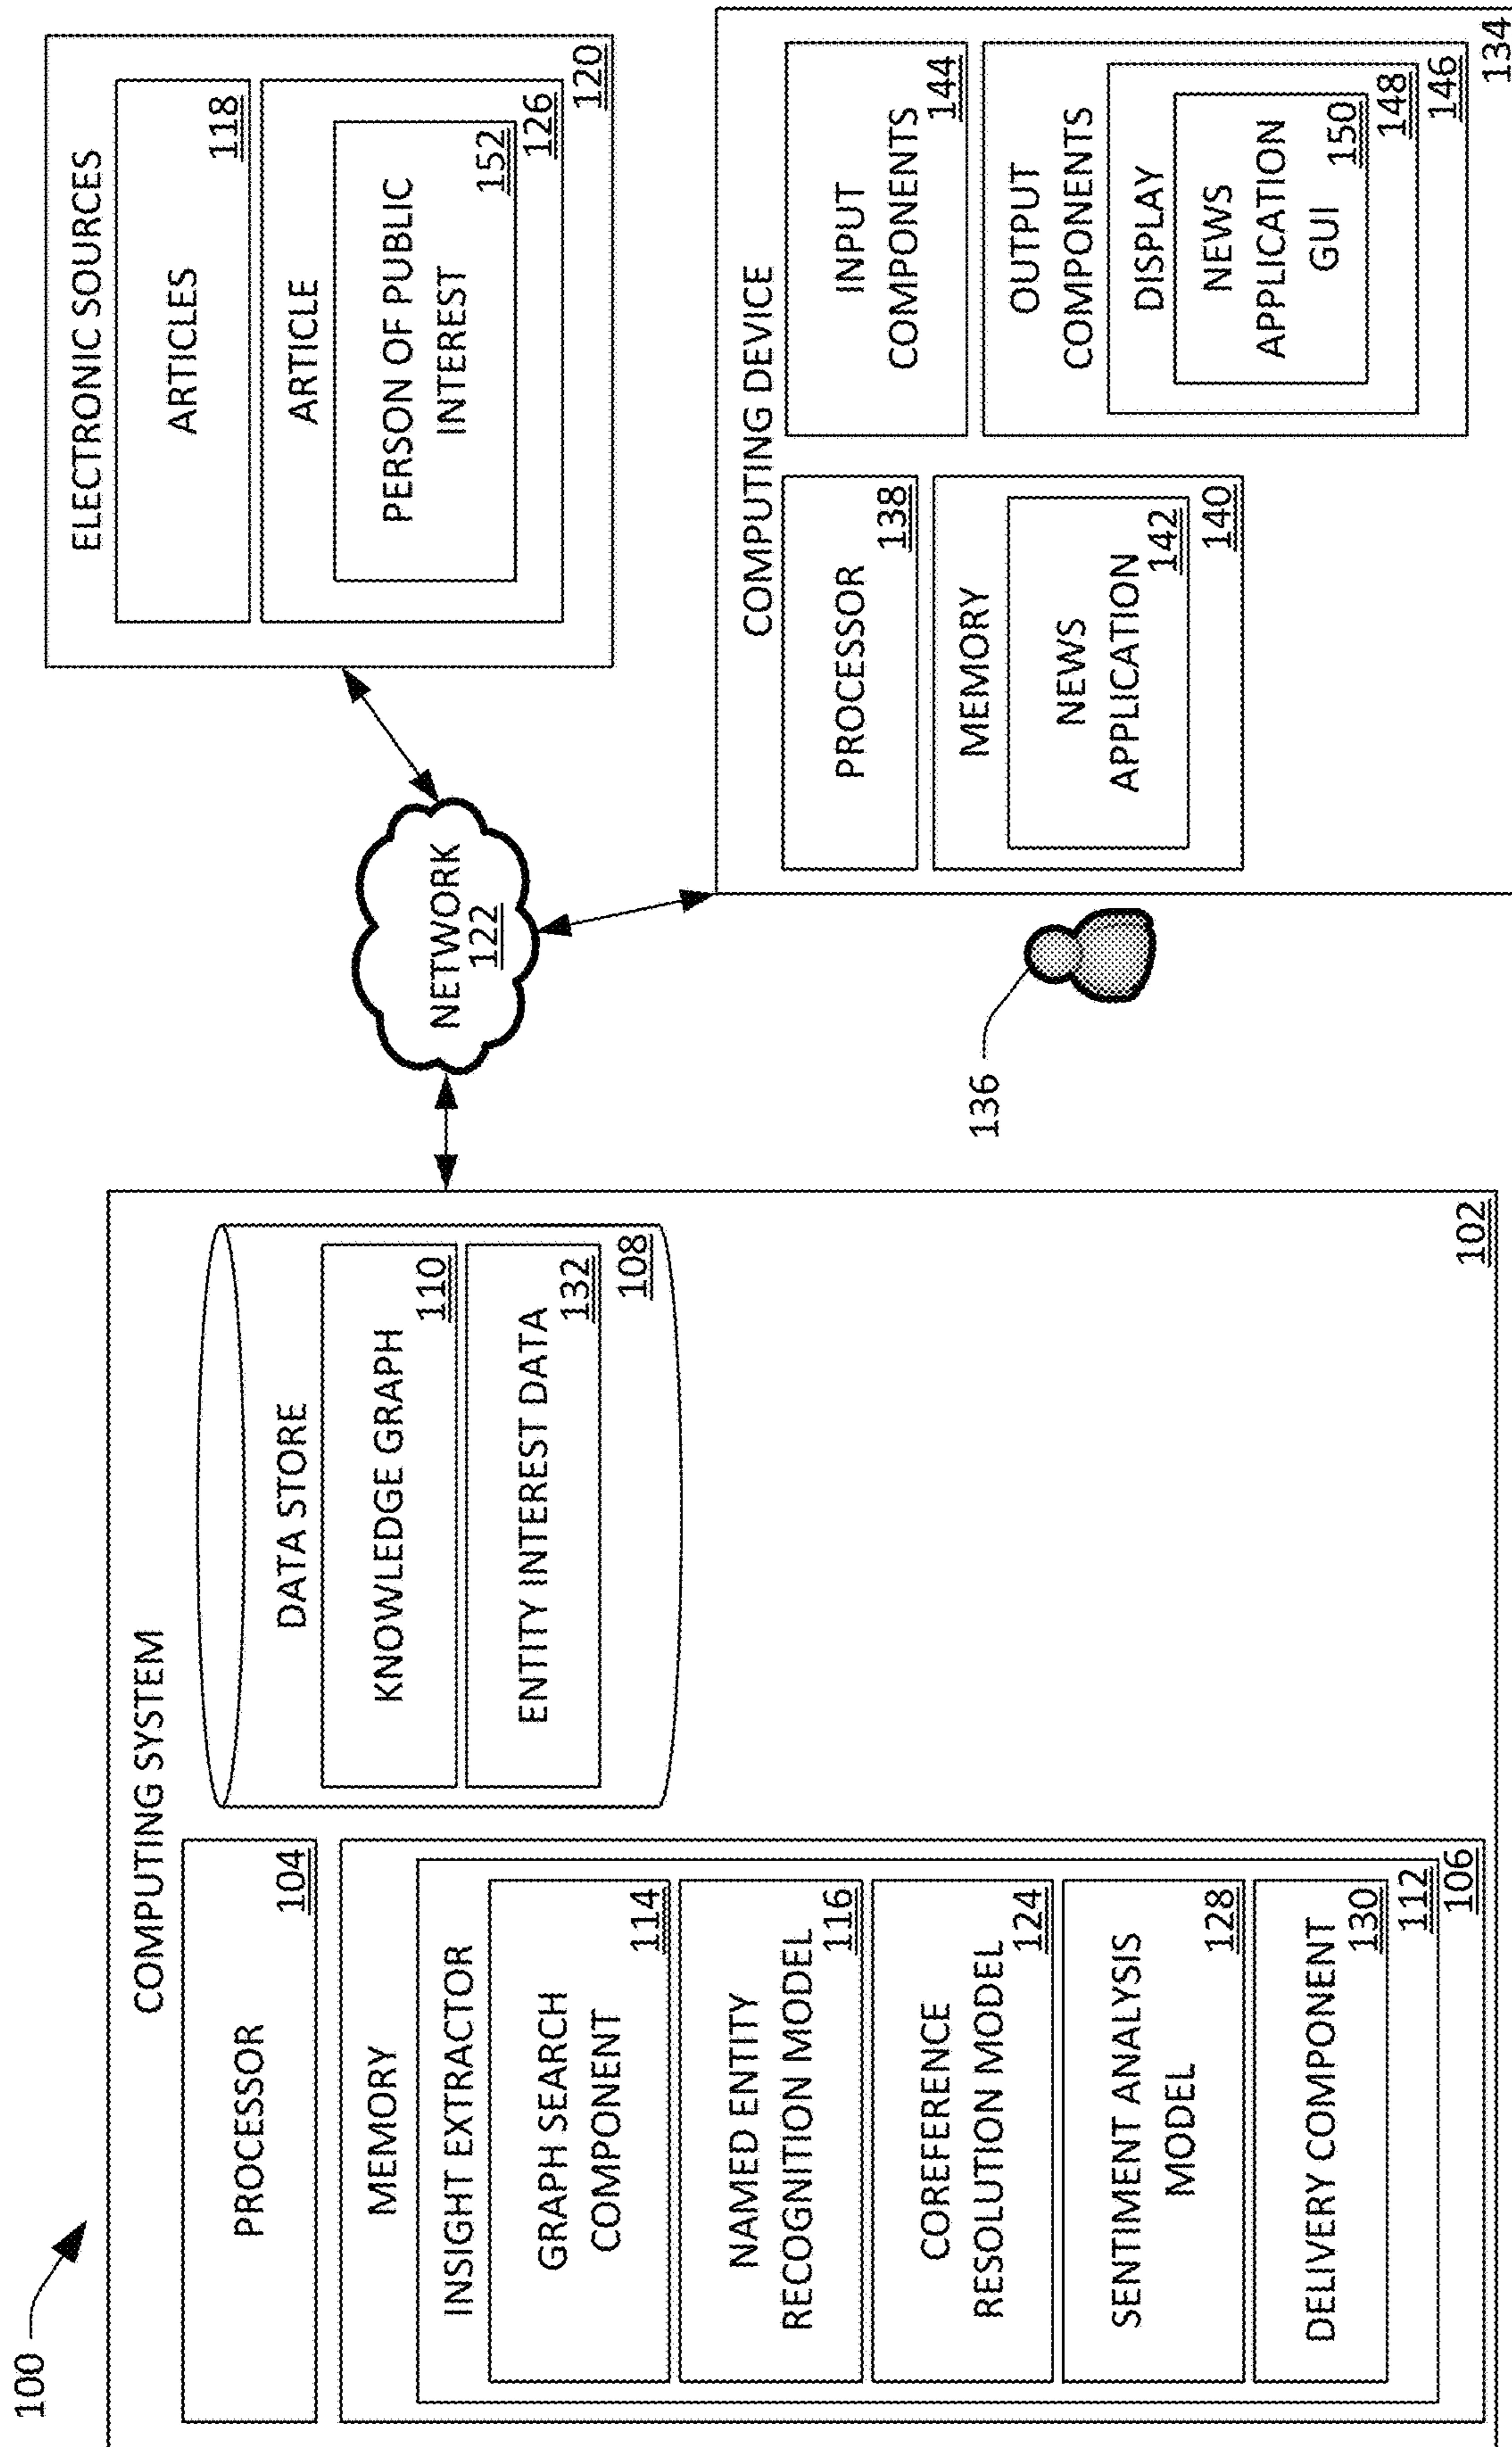 100
COMPUTING SYSTEM
PROCESSOR
104
MEMORY
INSIGHT EXTRACTOR
GRAPH SEARCH
COMPONENT
114
NAMED ENTITY
RECOGNITION MODEL
116
COREFERENCE
RESOLUTION MODEL
124
SENTIMENT ANALYSIS
MODEL
128
DELIVERY COMPONENT
130
112
106
DATA STORE
KNOWLEDGE GRAPH
110
ENTITY INTEREST DATA
132
108
102
NETWORK
122
136
ELECTRONIC SOURCES
ARTICLES
118
ARTICLE
PERSON OF PUBLIC
INTEREST
152
126
120
COMPUTING DEVICE
PROCESSOR
138
MEMORY
NEWS
APPLICATION
142
140
INPUT
COMPONENTS
144
OUTPUT
COMPONENTS
DISPLAY
NEWS
APPLICATION
GUI
150
148
146
134